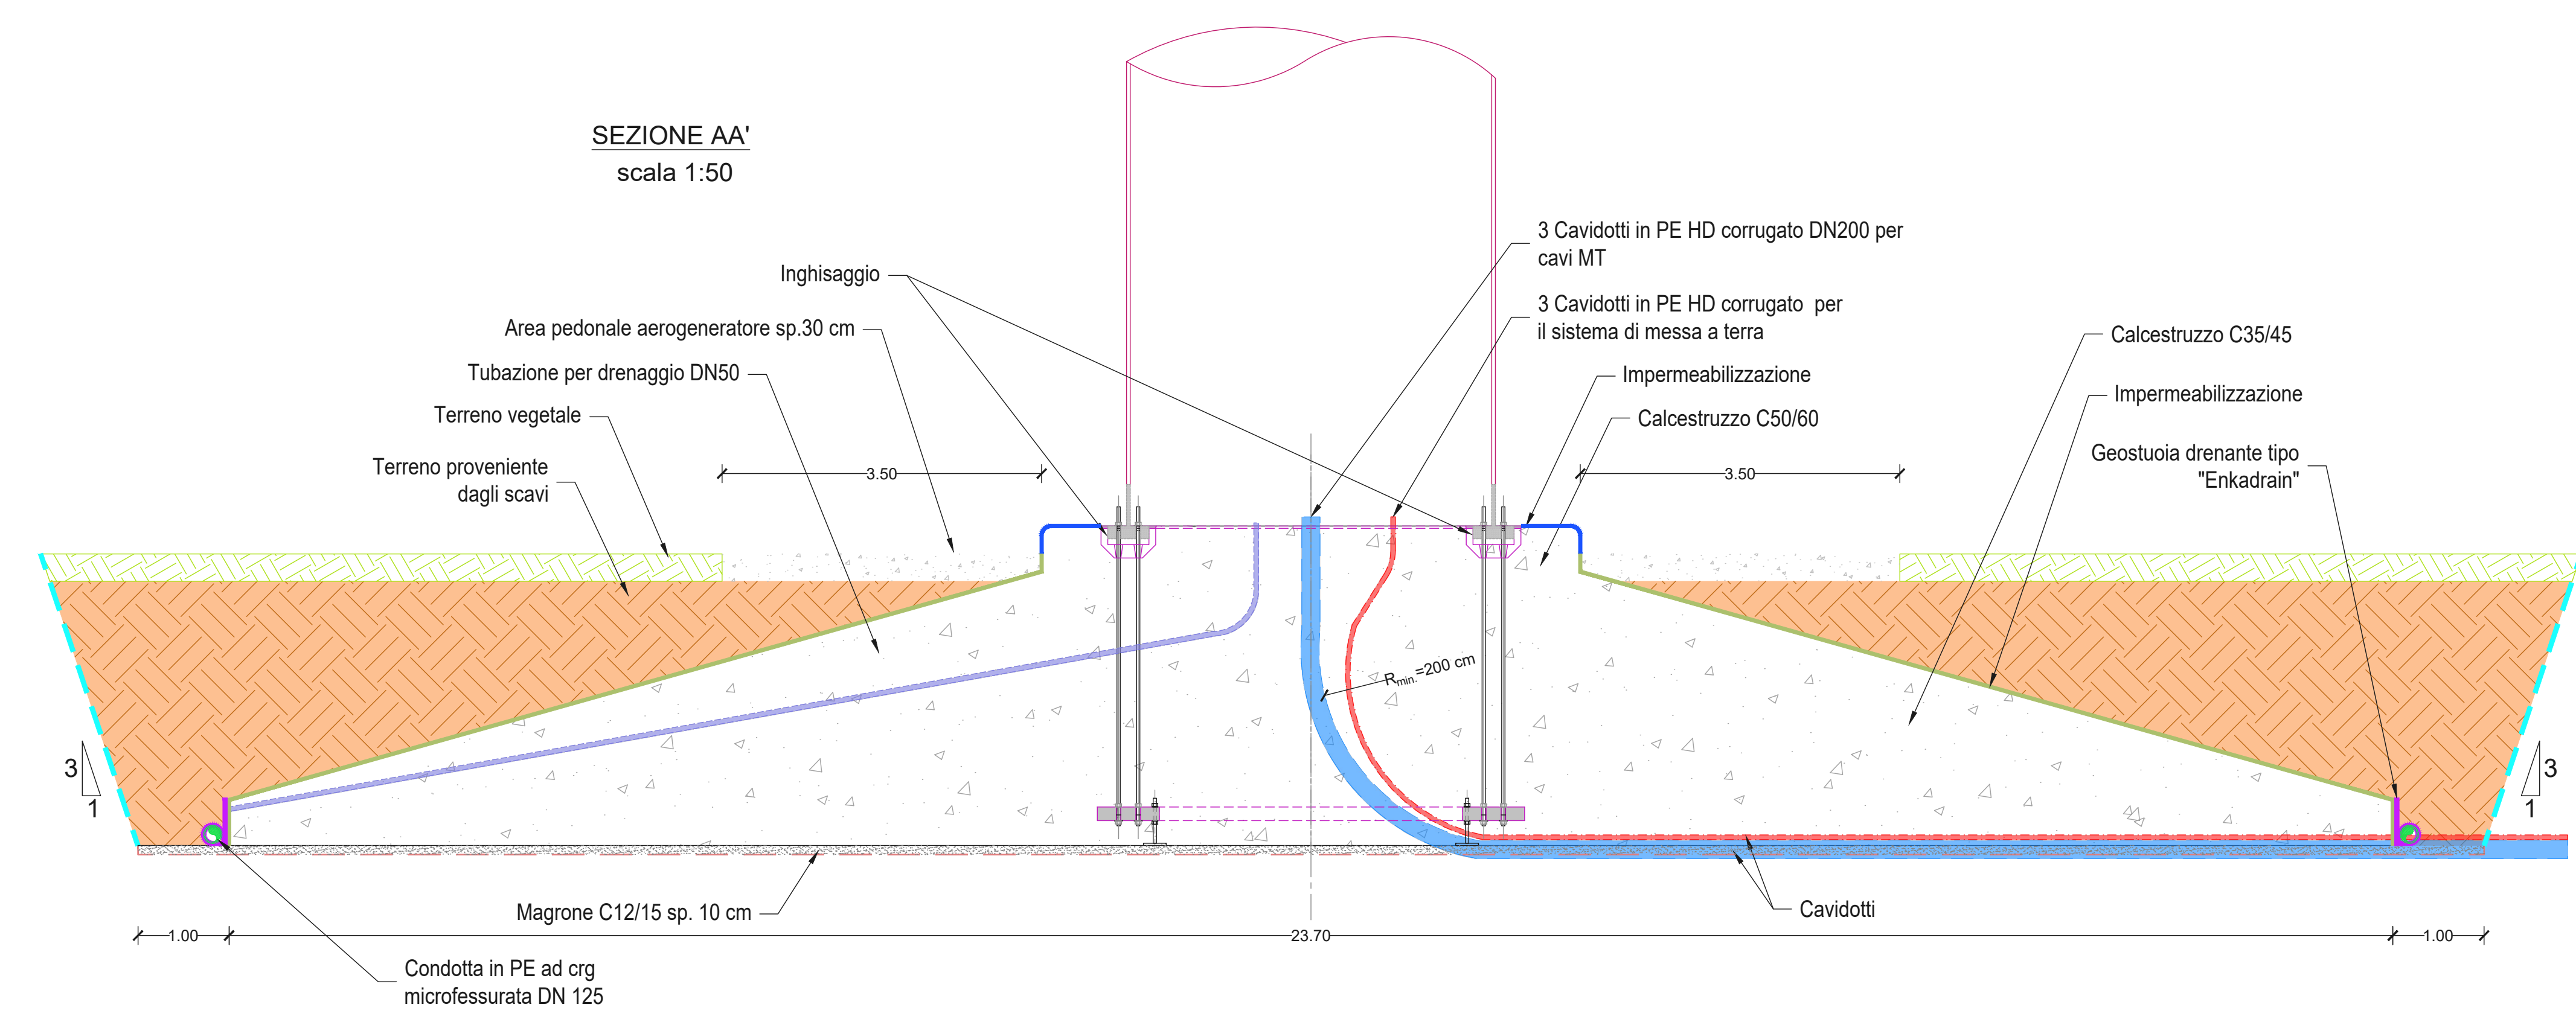 SEZIONE AA'
scala 1:50
3 Cavidotti in PE HD corrugato DN200 per
cavi MT
Inghisaggio
3 Cavidotti in PE HD corrugato per
il sistema di messa a terra
Area pedonale aerogeneratore sp.30 cm
Calcestruzzo C35/45
Tubazione per drenaggio DN50
Impermeabilizzazione
Impermeabilizzazione
Terreno vegetale
Calcestruzzo C50/60
Geostuoia drenante tipo
"Enkadrain"
Terreno proveniente
dagli scavi
3.50
3.50
Rmin.=200 cm
3
1
3
1
Magrone C12/15 sp. 10 cm
Cavidotti
1.00
23.70
1.00
Condotta in PE ad crg
microfessurata DN 125